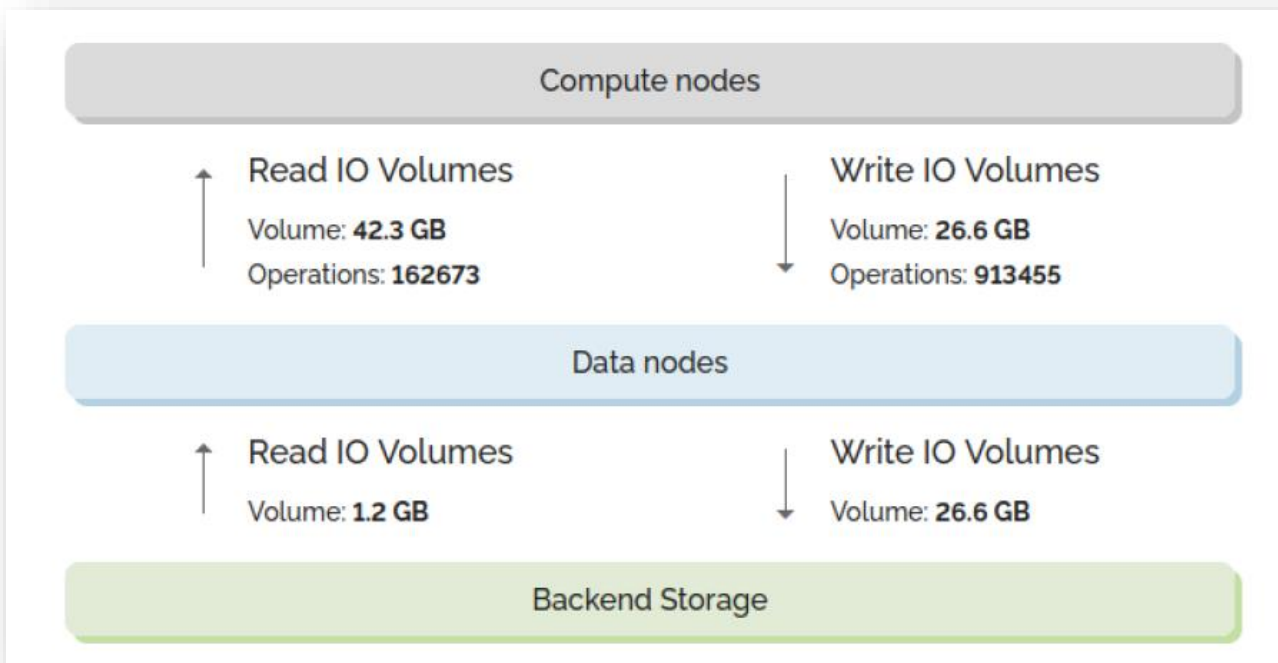 Compute nodes
Read IO Volumes
Volume: 42.3 GB
Operations: 162673
Write IO Volumes
Volume: 26.6 GB
Operations: 913455
Data nodes
Read IO Volumes
Volume: 1.2 GB
Write IO Volumes
Volume: 26.6 GB
Backend Storage